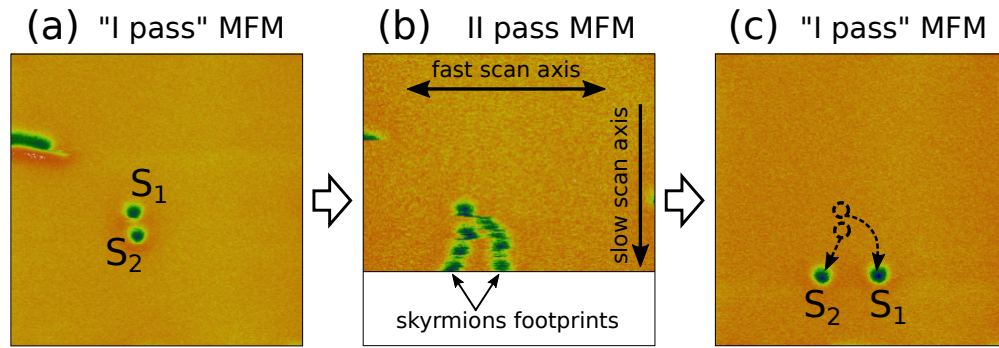 (a) "I pass" MFM
(b) II pass MFM
(c) "I pass" MFM
S₁
S₂
fast scan axis
slow scan axis
skyrmions footprints
S₂
S₁